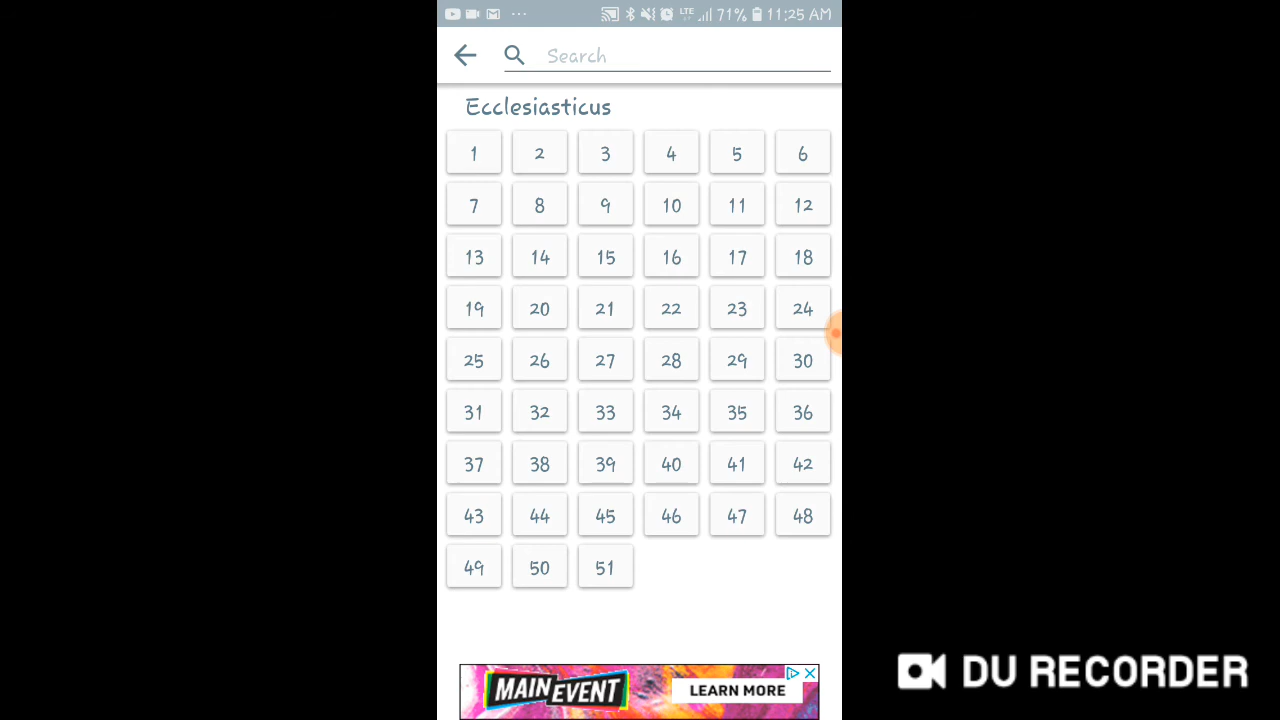 ... LTE 71% 11:25 AM
Search
Ecclesiasticus
1 2 3 4 5 6
7 8 9 10 11 12
13 14 15 16 17 18
19 20 21 22 23 24
25 26 27 28 29 30
31 32 33 34 35 36
37 38 39 40 41 42
43 44 45 46 47 48
49 50 51
MAIN EVENT LEARN MORE
DU RECORDER